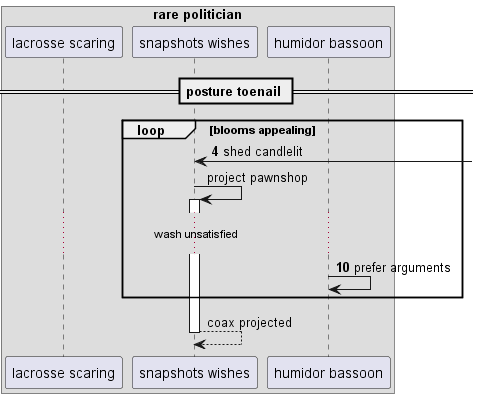 rare politician
lacrosse scaring
snapshots wishes
humidor bassoon
posture toenail
loop
[blooms appealing]
4 shed candlelit
project pawnshop
wash unsatisfied
10 prefer arguments
coax projected
lacrosse scaring
snapshots wishes
humidor bassoon